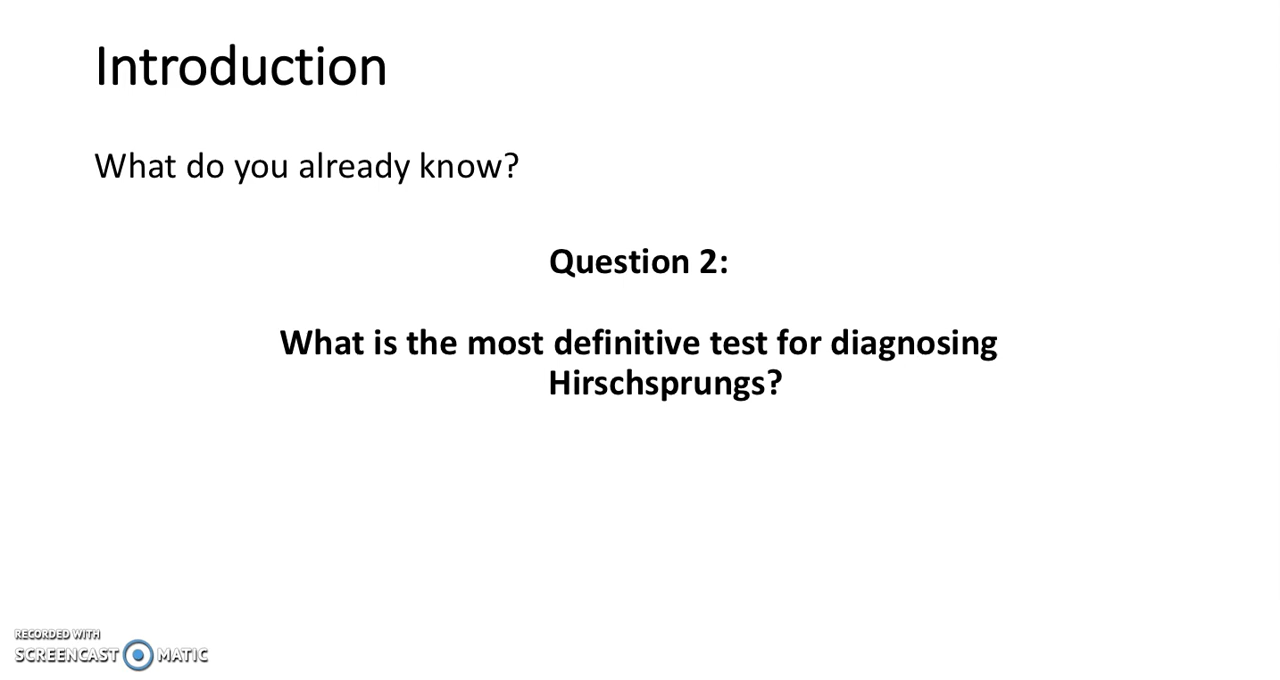 Introduction
What do you already know?
Question 2:
What is the most definitive test for diagnosing
Hirschsprungs?
RECORDED WITH
SCREENCAST MATIC